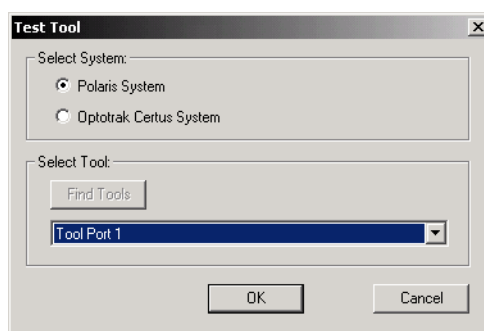 Test Tool
Select System:
Polaris System
Optotrak Certus System
Select Tool:
Find Tools
Tool Port 1
OK
Cancel